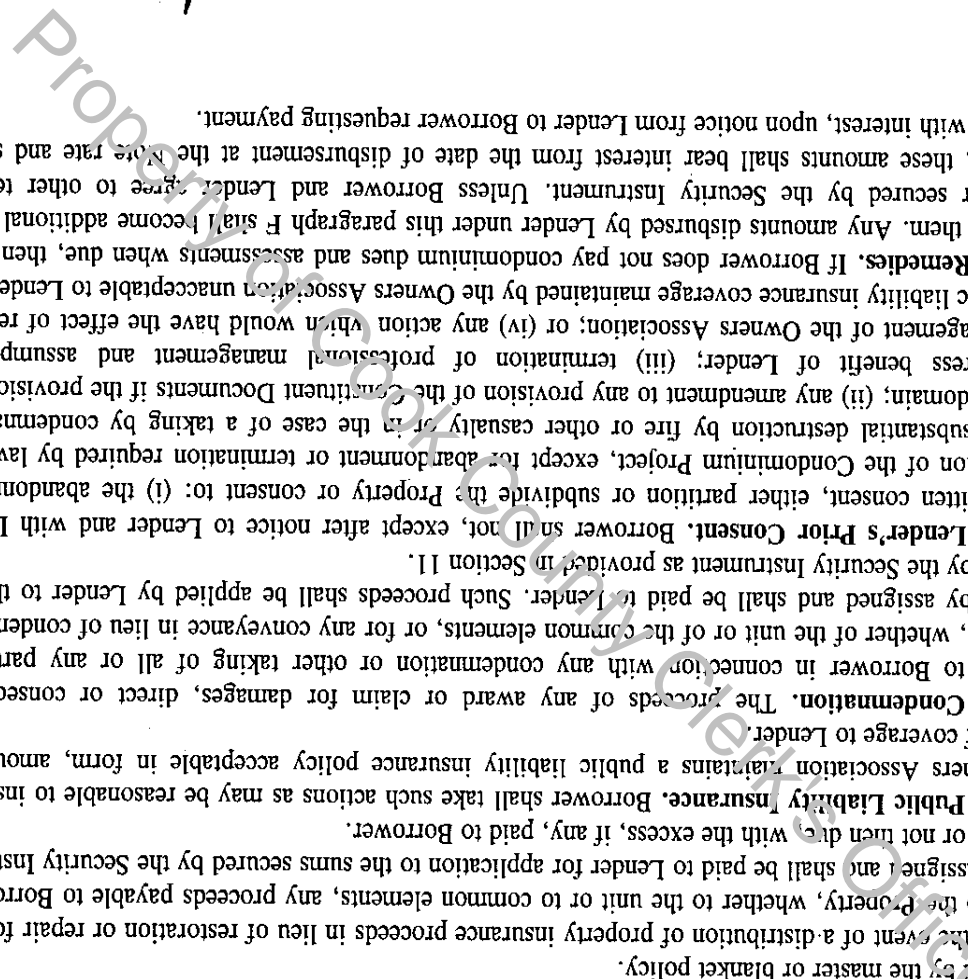 by the master or blanket policy.
the event of a distribution of property insurance proceeds in lieu of restoration or repair fo
the Property, whether to the unit or to common elements, any proceeds payable to Borro
assigned and shall be paid to Lender for application to the sums secured by the Security Inst
or not then due, with the excess, if any, paid to Borrower.
Public Liability Insurance. Borrower shall take such actions as may be reasonable to ins
ners Association maintains a public liability insurance policy acceptable in form, amou
f coverage to Lender.
Condemnation. The proceeds of any award or claim for damages, direct or conseq
to Borrower in connection with any condemnation or other taking of all or any part
, whether of the unit or of the common elements, or for any conveyance in lieu of conden
by assigned and shall be paid to Lender. Such proceeds shall be applied by Lender to th
by the Security Instrument as provided in Section 11.
Lender's Prior Consent. Borrower shall not, except after notice to Lender and with L
itten consent, either partition or subdivide the Property or consent to: (i) the abandonm
on of the Condominium Project, except for abandonment or termination required by law
substantial destruction by fire or other casualty or in the case of a taking by condemna
domain; (ii) any amendment to any provision of the Constituent Documents if the provisio
ress benefit of Lender; (iii) termination of professional management and assump
agement of the Owners Association; or (iv) any action which would have the effect of re
c liability insurance coverage maintained by the Owners Association unacceptable to Lende
Remedies. If Borrower does not pay condominium dues and assessments when due, then
them. Any amounts disbursed by Lender under this paragraph F shall become additional
r secured by the Security Instrument. Unless Borrower and Lender agree to other te
, these amounts shall bear interest from the date of disbursement at the Note rate and s
with interest, upon notice from Lender to Borrower requesting payment.
Property of Cook County Clerk's Offic